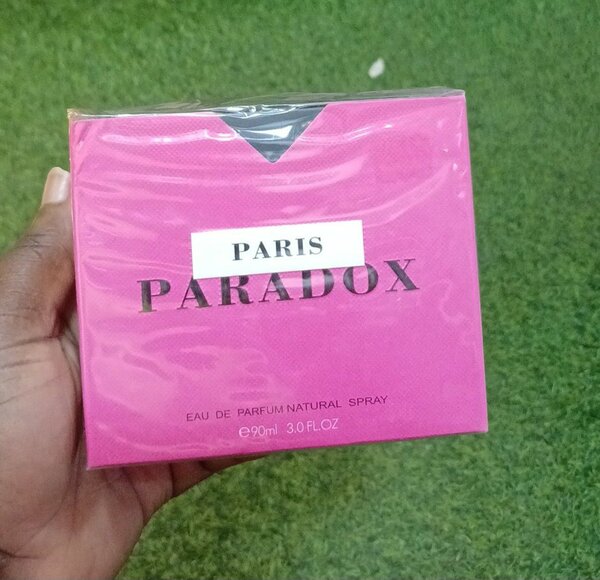 PARIS
PARADOX
EAU DE PARFUM NATURAL SPRAY
℮90ml 3.0 FL.OZ